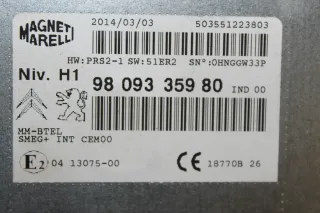 MAGNETI MARELLI
2014/03/03 503551223803
HW:PRS2-1 SW:51ER2 SN°:0HNGGW33P
Niv. H1 98 093 359 80 IND 00
MM-BTEL
SMEG+ INT CEM00
E2 04 13075-00 CE 18770B 26